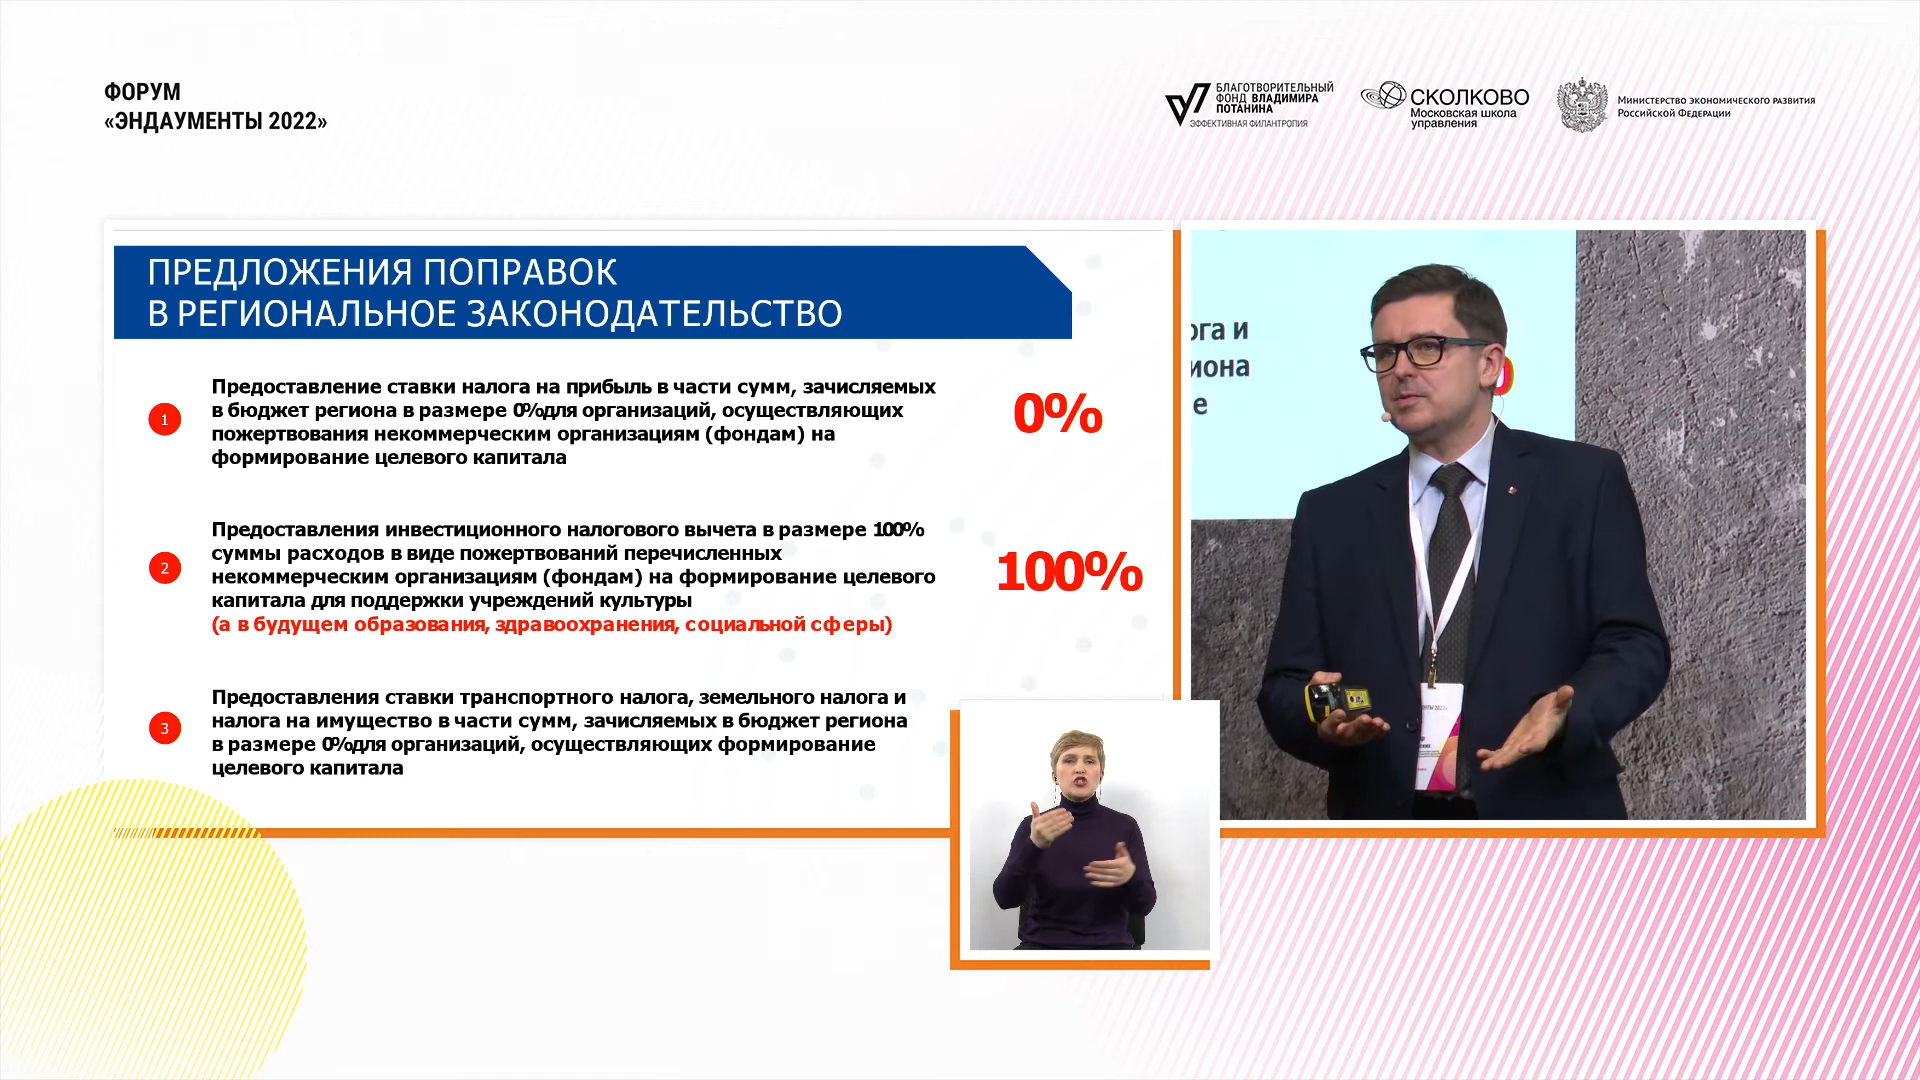 ФОРУМ
«ЭНДАУМЕНТЫ 2022»
БЛАГОТВОРИТЕЛЬНЫЙ
ФОНД ВЛАДИМИРА
ПОТАНИНА
ЭФФЕКТИВНАЯ ФИЛАНТРОПИЯ
СКОЛКОВО
Московская школа
управления
Министерство экономического развития
Российской Федерации
ПРЕДЛОЖЕНИЯ ПОПРАВОК
В РЕГИОНАЛЬНОЕ ЗАКОНОДАТЕЛЬСТВО
1
Предоставление ставки налога на прибыль в части сумм, зачисляемых
в бюджет региона в размере 0% для организаций, осуществляющих
пожертвования некоммерческим организациям (фондам) на
формирование целевого капитала
0%
2
Предоставления инвестиционного налогового вычета в размере 100%
суммы расходов в виде пожертвований перечисленных
некоммерческим организациям (фондам) на формирование целевого
капитала для поддержки учреждений культуры
(а в будущем образования, здравоохранения, социальной сферы)
100%
3
Предоставления ставки транспортного налога, земельного налога и
налога на имущество в части сумм, зачисляемых в бюджет региона
в размере 0% для организаций, осуществляющих формирование
целевого капитала
ога и
иона
е